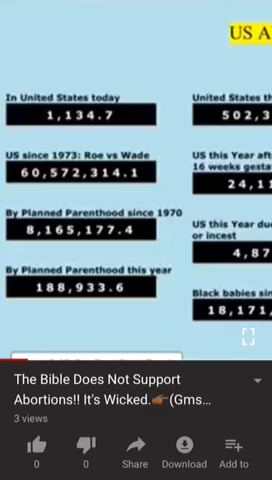 US A
In United States today
1,134.7
United States th
502,3
US since 1973: Roe vs Wade
60,572,314.1
US this Year aft
16 weeks gesta
24,11
By Planned Parenthood since 1970
8,165,177.4
US this Year du
or incest
4,87
By Planned Parenthood this year
188,933.6
Black babies sin
18,171,
The Bible Does Not Support
Abortions!! It's Wicked.👉🏾(Gms...
3 views
0
0
Share
Download
Add to